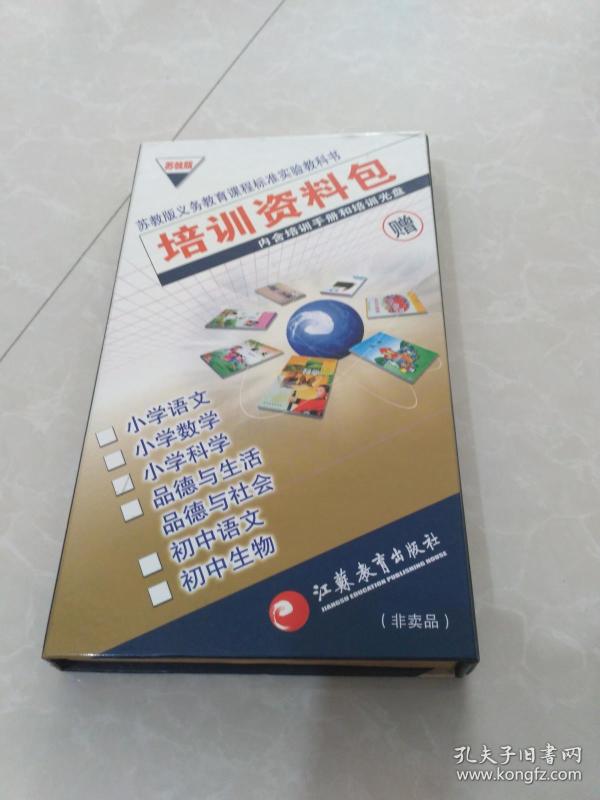 苏教版
苏教版义务教育课程标准实验教科书
培训资料包
内含培训手册和培训光盘
赠
科学
小学语文
小学数学
小学科学
品德与生活
品德与社会
初中语文
初中生物
江苏教育出版社
JIANGSU EDUCATION PUBLISHING HOUSE
（非卖品）
孔夫子旧书网
www.kongfz.com